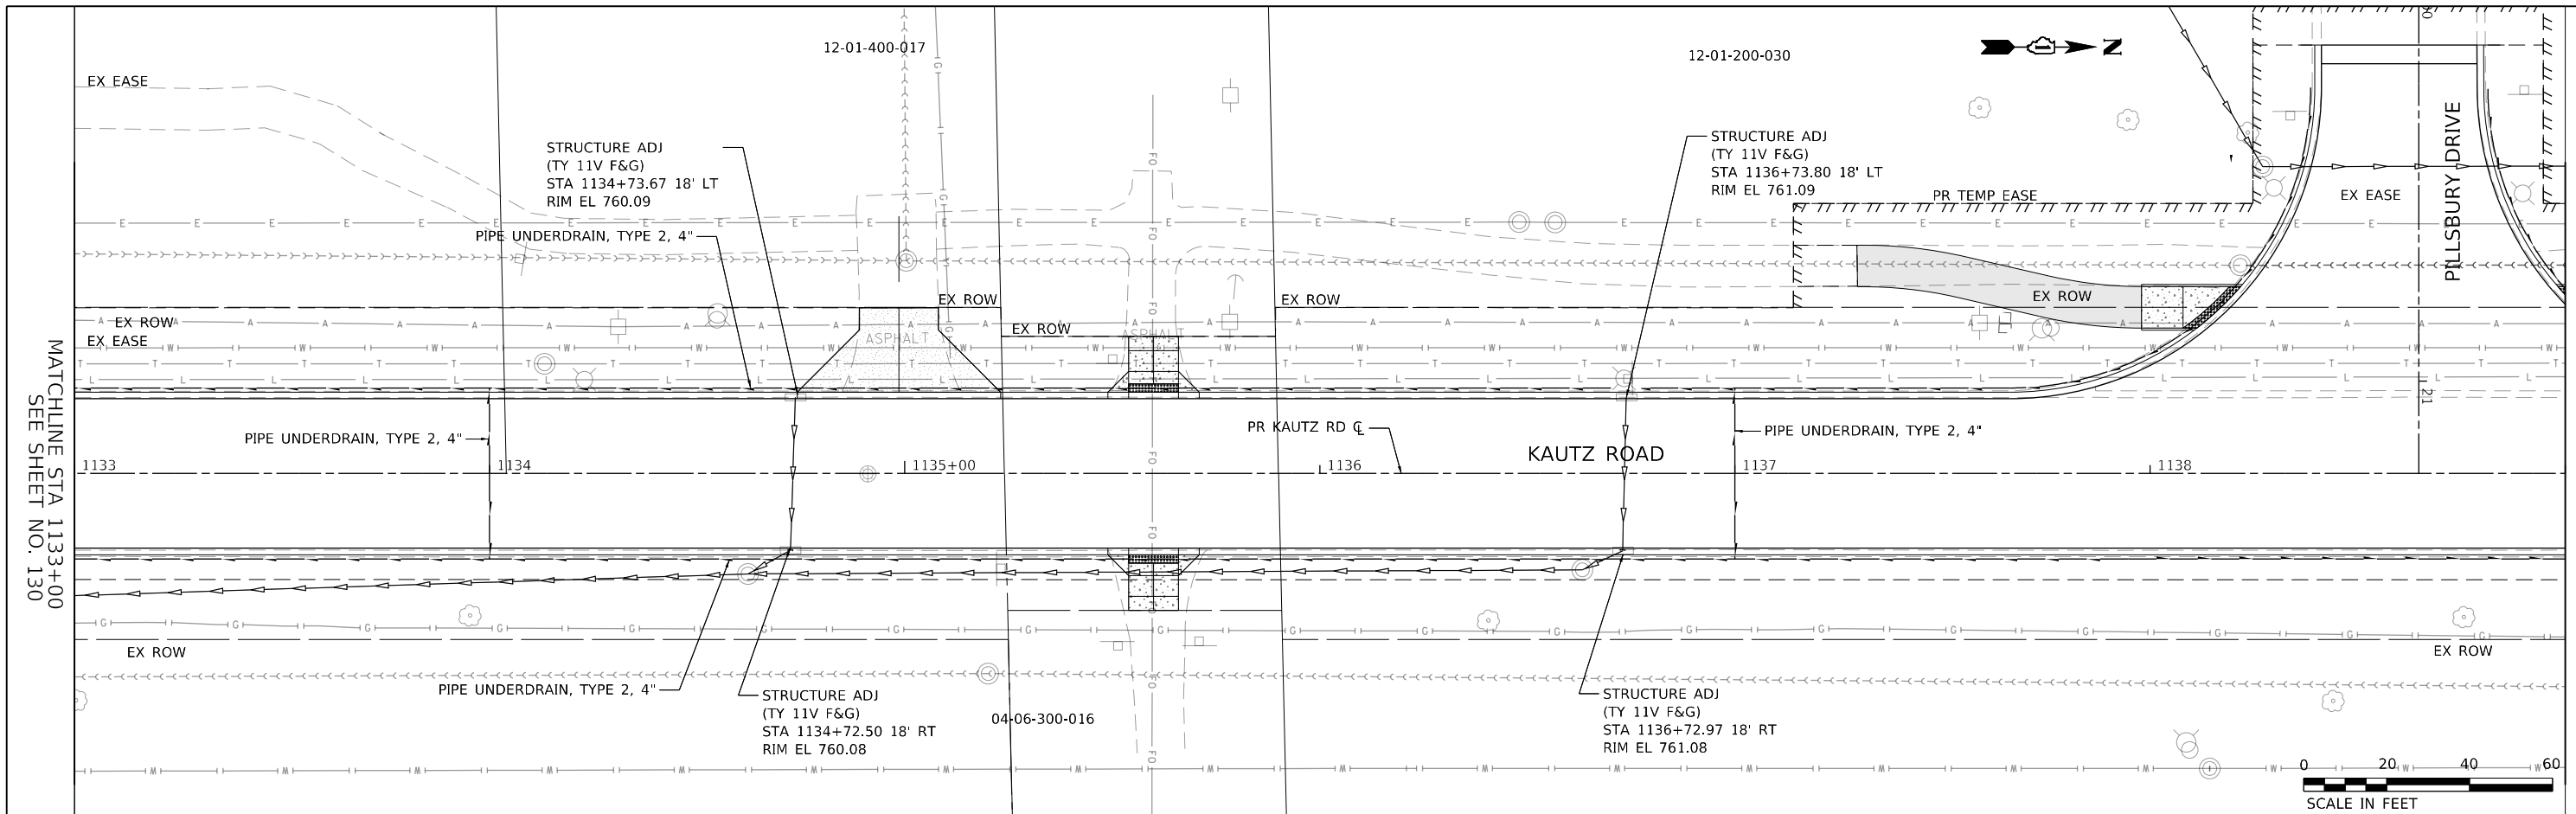 12-01-400-017
12-01-200-030
N
EX EASE
STRUCTURE ADJ
(TY 11V F&G)
STA 1134+73.67 18' LT
RIM EL 760.09
STRUCTURE ADJ
(TY 11V F&G)
STA 1136+73.80 18' LT
RIM EL 761.09
PR TEMP EASE
EX EASE
PILLSBURY DRIVE
PIPE UNDERDRAIN, TYPE 2, 4"
EX ROW
EX ROW
EX ROW
EX ROW
EX ROW
EX EASE
ASPHALT
ASPHALT
21
MATCHLINE STA 1133+00
SEE SHEET NO. 130
PIPE UNDERDRAIN, TYPE 2, 4"
PR KAUTZ RD ℄
KAUTZ ROAD
PIPE UNDERDRAIN, TYPE 2, 4"
1133
1134
1135+00
1136
1137
1138
EX ROW
EX ROW
PIPE UNDERDRAIN, TYPE 2, 4"
STRUCTURE ADJ
(TY 11V F&G)
STA 1134+72.50 18' RT
RIM EL 760.08
04-06-300-016
STRUCTURE ADJ
(TY 11V F&G)
STA 1136+72.97 18' RT
RIM EL 761.08
0 20 40 60
SCALE IN FEET